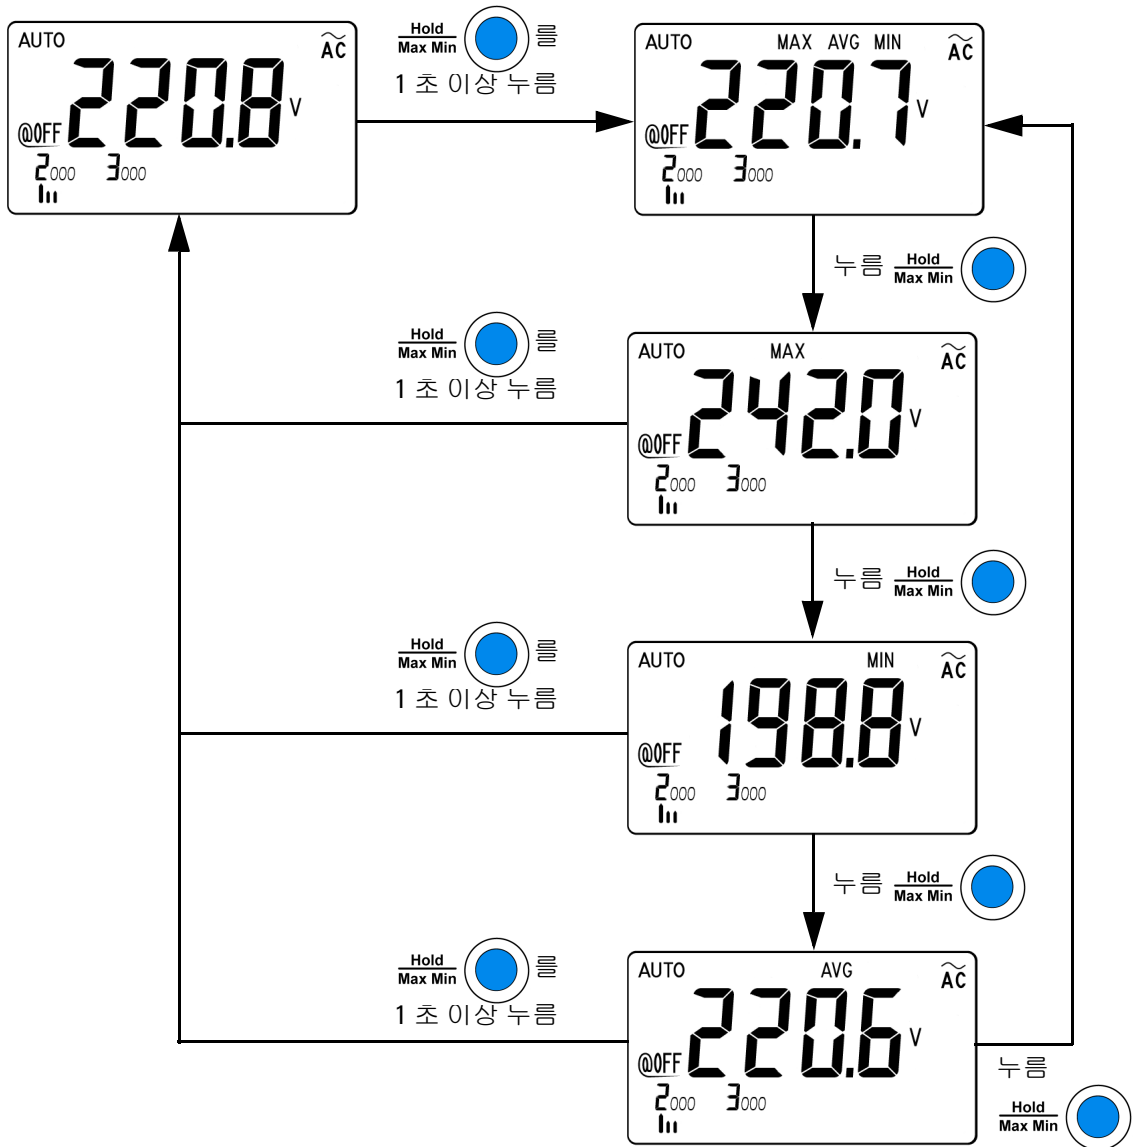 AUTO AC
220.8 V
@OFF
2000 3000
Hold
Max Min 를
1 초 이상 누름
AUTO MAX AVG MIN AC
220.7 V
@OFF
2000 3000
누름 Hold
Max Min
Hold
Max Min 를
1 초 이상 누름
AUTO MAX AC
242.0 V
@OFF
2000 3000
누름 Hold
Max Min
Hold
Max Min 를
1 초 이상 누름
AUTO MIN AC
198.8 V
@OFF
2000 3000
누름 Hold
Max Min
Hold
Max Min 를
1 초 이상 누름
AUTO AVG AC
220.6 V
@OFF
2000 3000
누름
Hold
Max Min